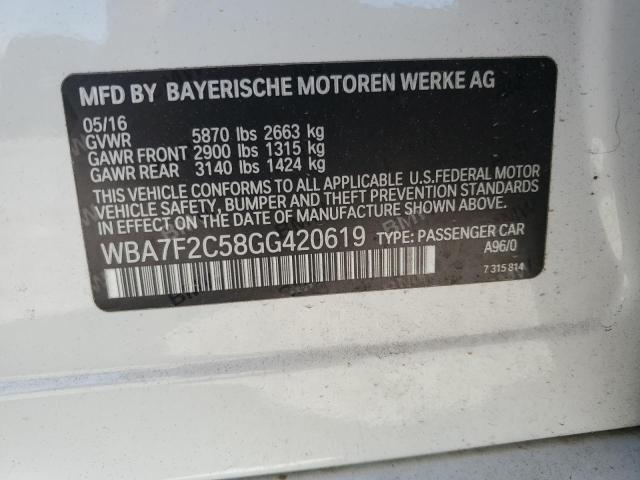 MFD BY BAYERISCHE MOTOREN WERKE AG
05/16
GVWR 5870 lbs 2663 kg
GAWR FRONT 2900 lbs 1315 kg
GAWR REAR 3140 lbs 1424 kg
THIS VEHICLE CONFORMS TO ALL APPLICABLE U.S.FEDERAL MOTOR
VEHICLE SAFETY, BUMPER AND THEFT PREVENTION STANDARDS
IN EFFECT ON THE DATE OF MANUFACTURE SHOWN ABOVE.
WBA7F2C58GG420619 TYPE: PASSENGER CAR
A96/0
7 315 814